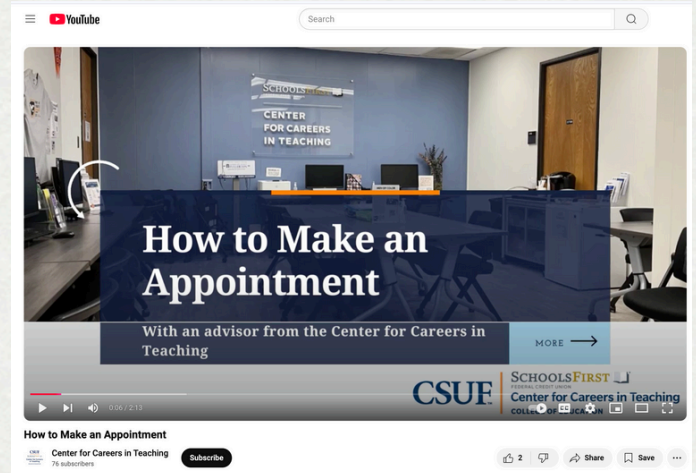 YouTube
Search
SCHOOLSFIRST
CENTER
FOR CAREERS
IN TEACHING
How to Make an
Appointment
With an advisor from the Center for Careers in
Teaching
MORE
CSUF
SCHOOLSFIRST
FEDERAL CREDIT UNION
Center for Careers in Teaching
COLLEGE OF EDUCATION
0:06 / 2:13
How to Make an Appointment
Center for Careers in Teaching
76 subscribers
Subscribe
2
Share
Save